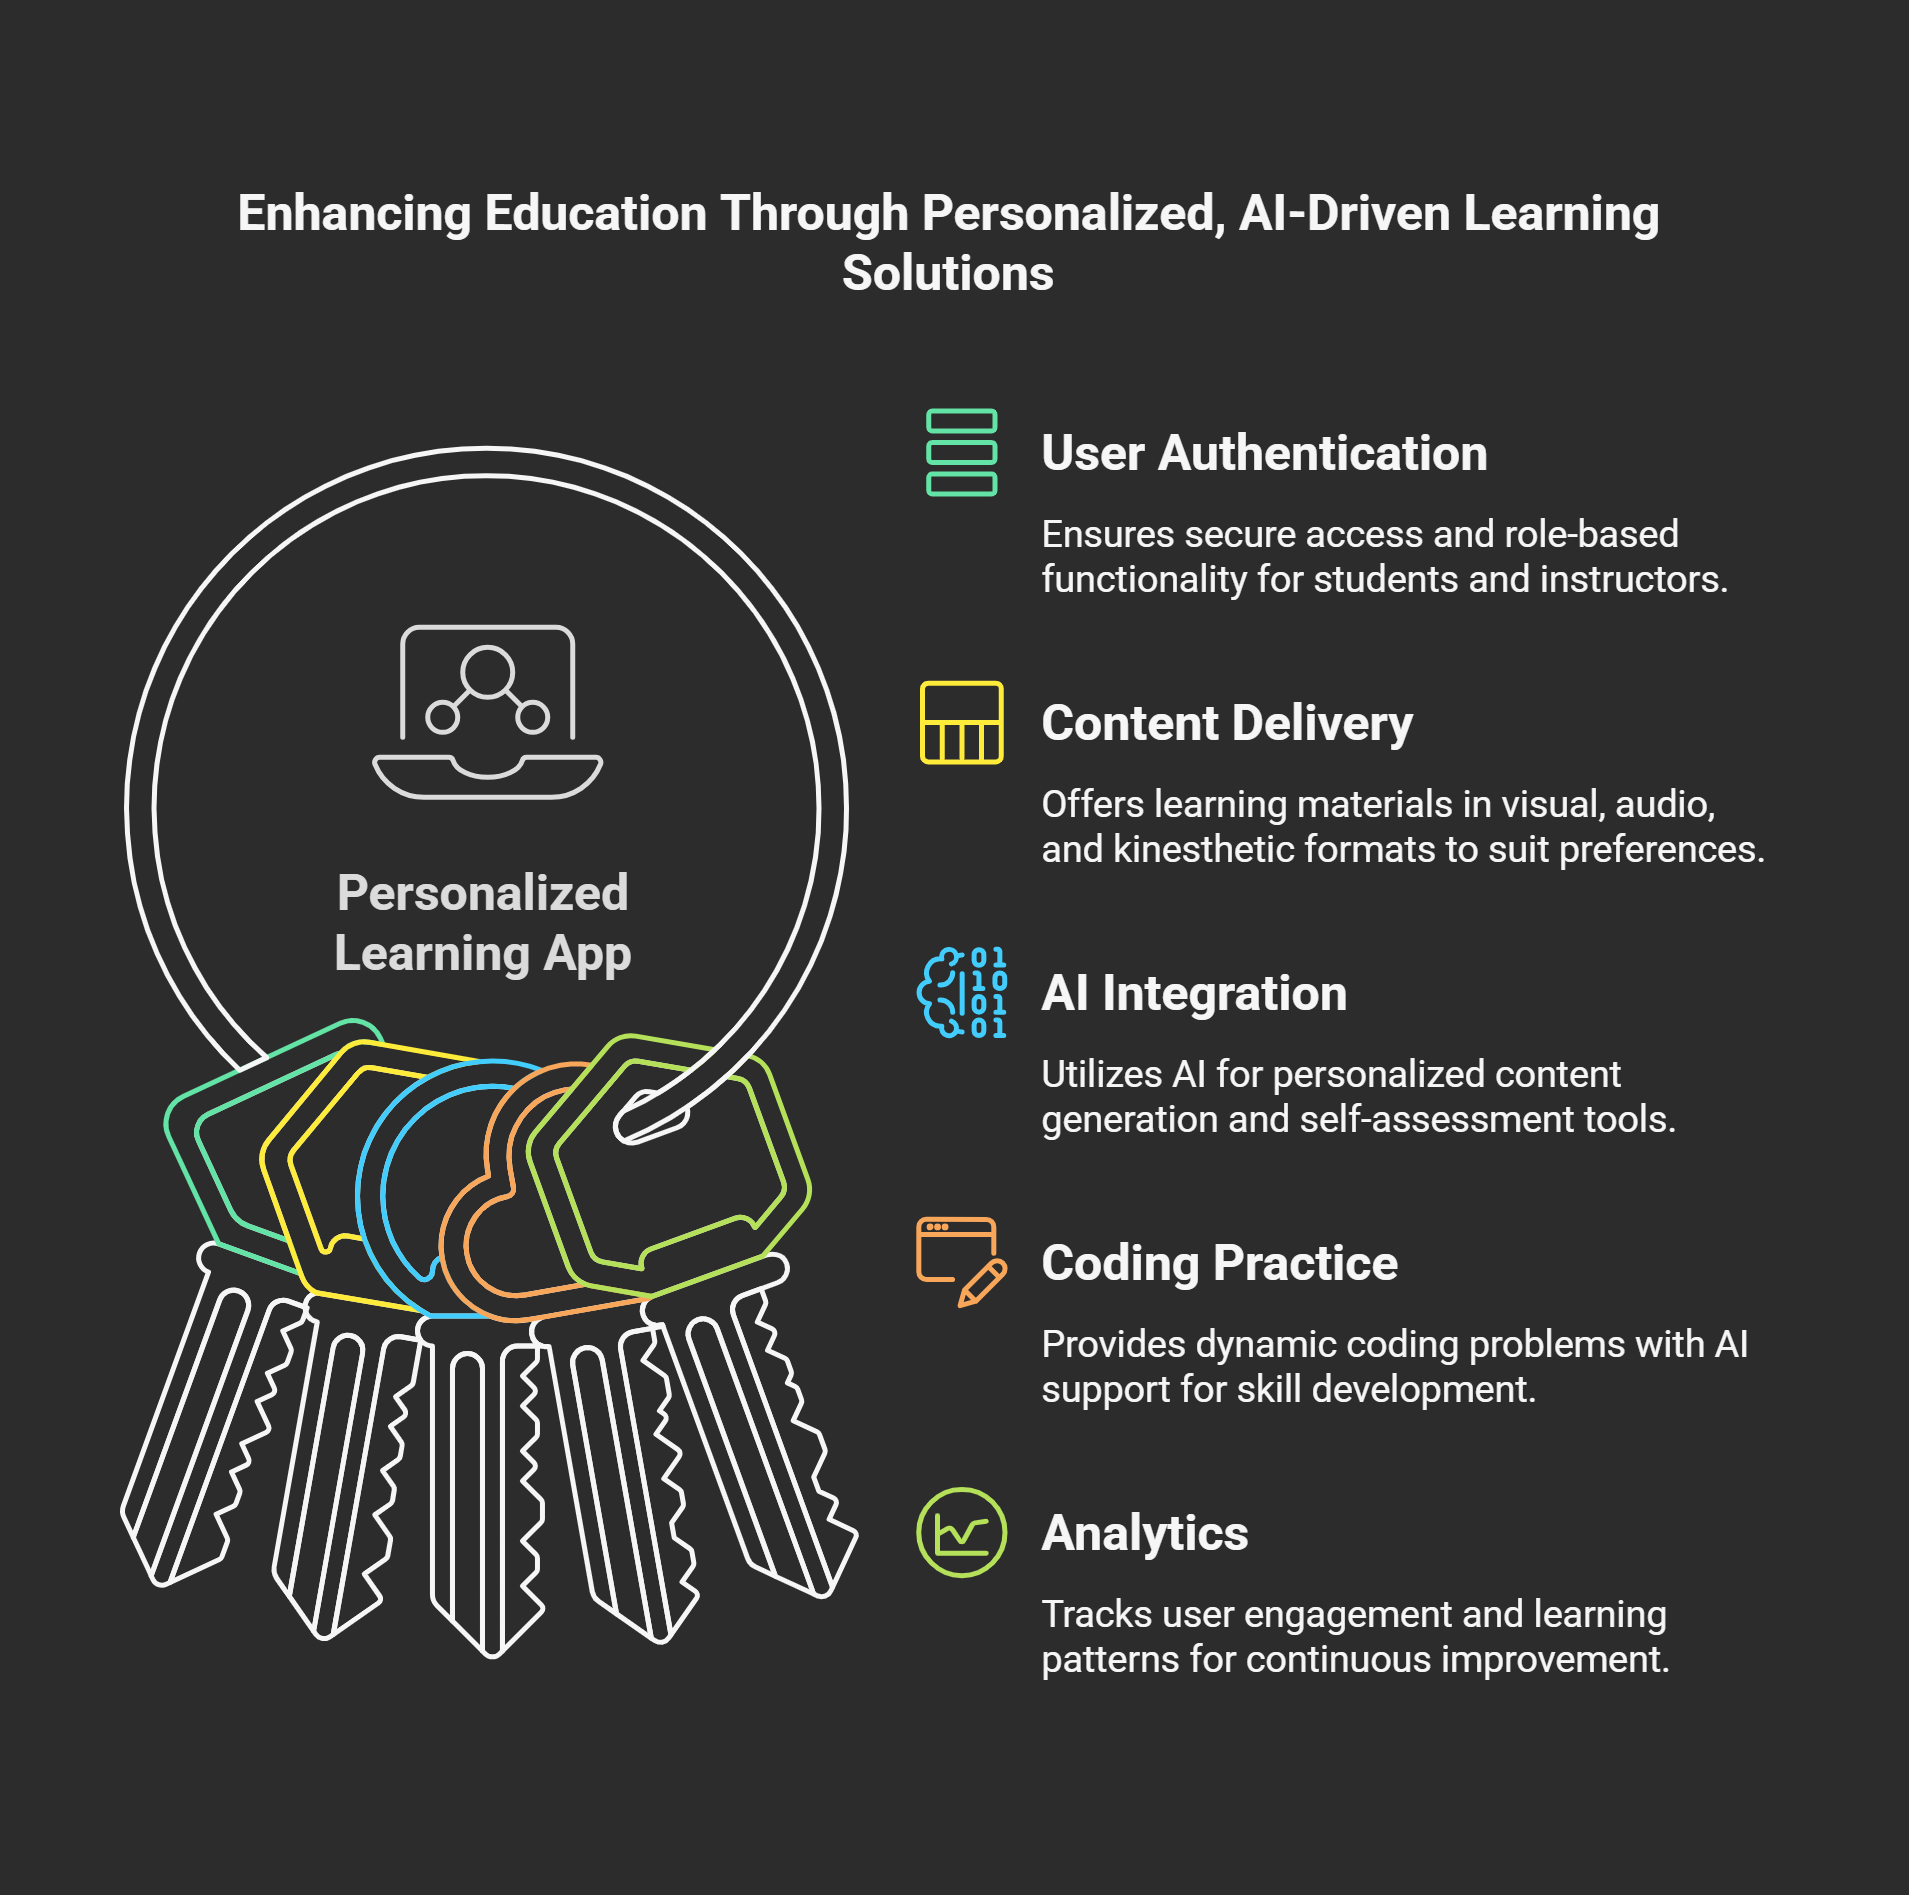 Enhancing Education Through Personalized, AI-Driven Learning
Solutions
Personalized
Learning App
User Authentication
Ensures secure access and role-based
functionality for students and instructors.
Content Delivery
Offers learning materials in visual, audio,
and kinesthetic formats to suit preferences.
01
10
01
01
AI Integration
Utilizes AI for personalized content
generation and self-assessment tools.
Coding Practice
Provides dynamic coding problems with AI
support for skill development.
Analytics
Tracks user engagement and learning
patterns for continuous improvement.